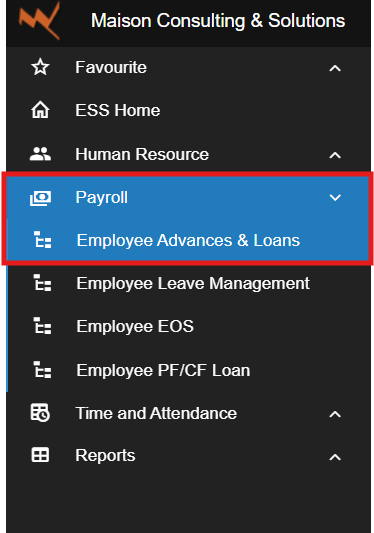 Maison Consulting & Solutions
Favourite
ESS Home
Human Resource
Payroll
Employee Advances & Loans
Employee Leave Management
Employee EOS
Employee PF/CF Loan
Time and Attendance
Reports